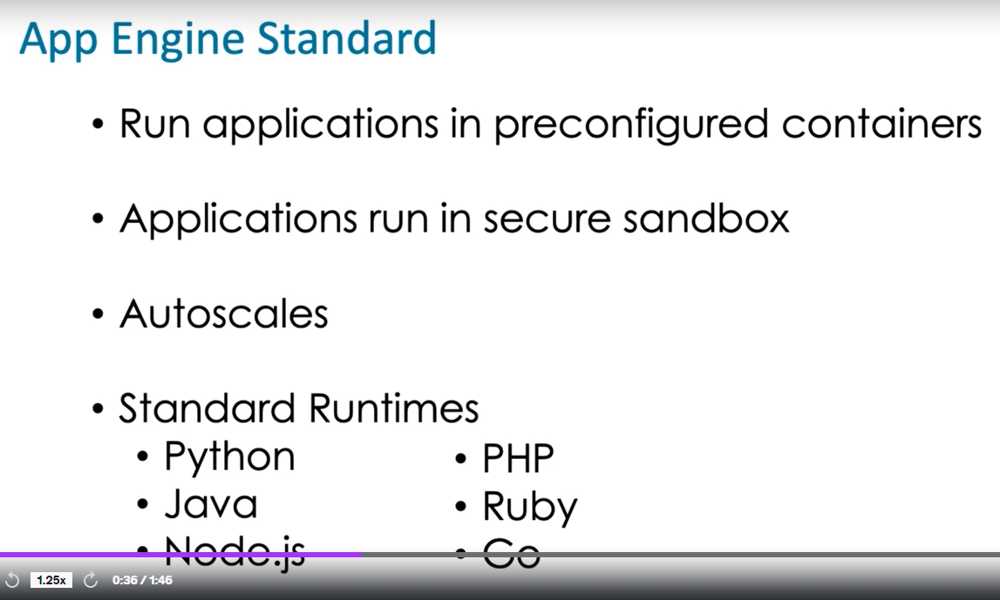 App Engine Standard
• Run applications in preconfigured containers
• Applications run in secure sandbox
• Autoscales
• Standard Runtimes
• Python
• PHP
• Java
• Ruby
• Node.js
• Go
1.25x 0:36 / 1:46